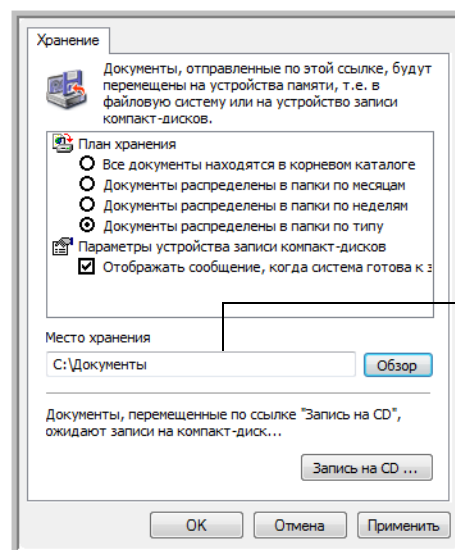 Хранение
Документы, отправленные по этой ссылке, будут
перемещены на устройства памяти, т.е. в
файловую систему или на устройство записи
компакт-дисков.
План хранения
Все документы находятся в корневом каталоге
Документы распределены в папки по месяцам
Документы распределены в папки по неделям
Документы распределены в папки по типу
Параметры устройства записи компакт-дисков
Отображать сообщение, когда система готова к з
Место хранения
C:\Документы
Обзор
Документы, перемещенные по ссылке "Запись на CD",
ожидают записи на компакт-диск...
Запись на CD ...
OK
Отмена
Применить